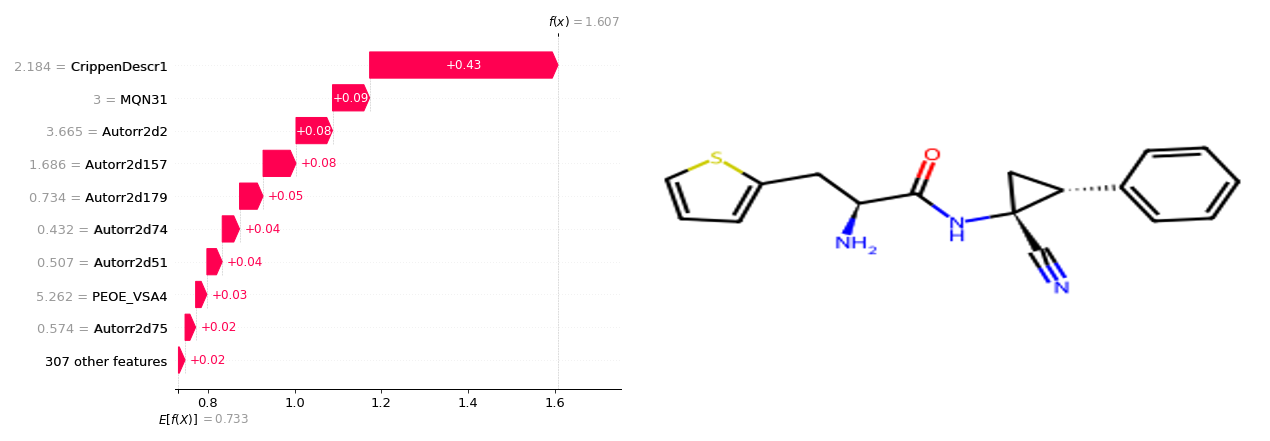 f(x) = 1.607
2.184 = CrippenDescr1
+0.43
3 = MQN31
+0.09
3.665 = Autorr2d2
+0.08
1.686 = Autorr2d157
+0.08
0.734 = Autorr2d179
+0.05
0.432 = Autorr2d74
+0.04
0.507 = Autorr2d51
+0.04
5.262 = PEOE_VSA4
+0.03
0.574 = Autorr2d75
+0.02
307 other features
+0.02
0.8 1.0 1.2 1.4 1.6
E[f(X)] = 0.733
S
O
NH₂
N
H
N